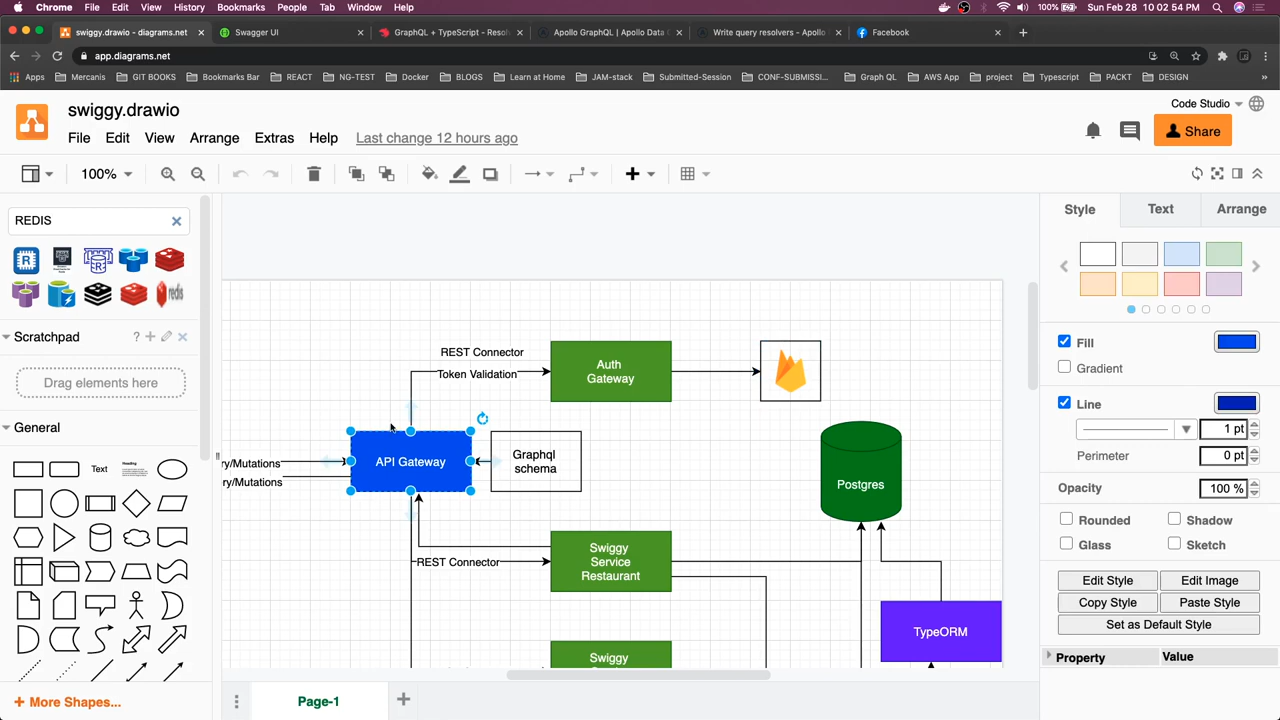 Chrome File Edit View History Bookmarks People Tab Window Help 100% Sun Feb 28 10:02:54 PM
swiggy.drawio - diagrams.net
Swagger UI
GraphQL + TypeScript - Resol
Apollo GraphQL | Apollo Data C
Write query resolvers - Apollo
Facebook
app.diagrams.net
Apps Mercanis GIT BOOKS Bookmarks Bar REACT NG-TEST Docker BLOGS Learn at Home JAM-stack Submitted-Session CONF-SUBMISSI... Graph QL AWS App project Typescript PACKT DESIGN »
swiggy.drawio
Code Studio
File Edit View Arrange Extras Help Last change 12 hours ago
Share
100%
REDIS
redis
Scratchpad
?
Drag elements here
General
Text
Heading
More Shapes...
REST Connector
Token Validation
Auth
Gateway
API Gateway
Graphql
schema
ry/Mutations
ry/Mutations
Postgres
REST Connector
Swiggy
Service
Restaurant
TypeORM
Swiggy
Page-1
Style Text Arrange
Fill
Gradient
Line
1 pt
Perimeter 0 pt
Opacity 100 %
Rounded Shadow
Glass Sketch
Edit Style Edit Image
Copy Style Paste Style
Set as Default Style
Property Value